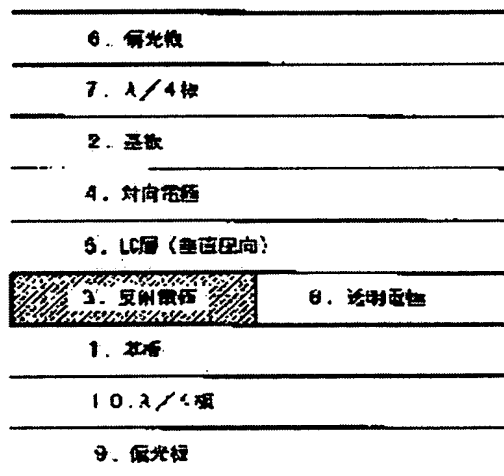 6. 偏光板
7. λ/4板
2. 基板
4. 対向電極
5. LC層 (垂直配向)
3. 反射電極 8. 透明電極
1. 基板
10. λ/4板
9. 偏光板